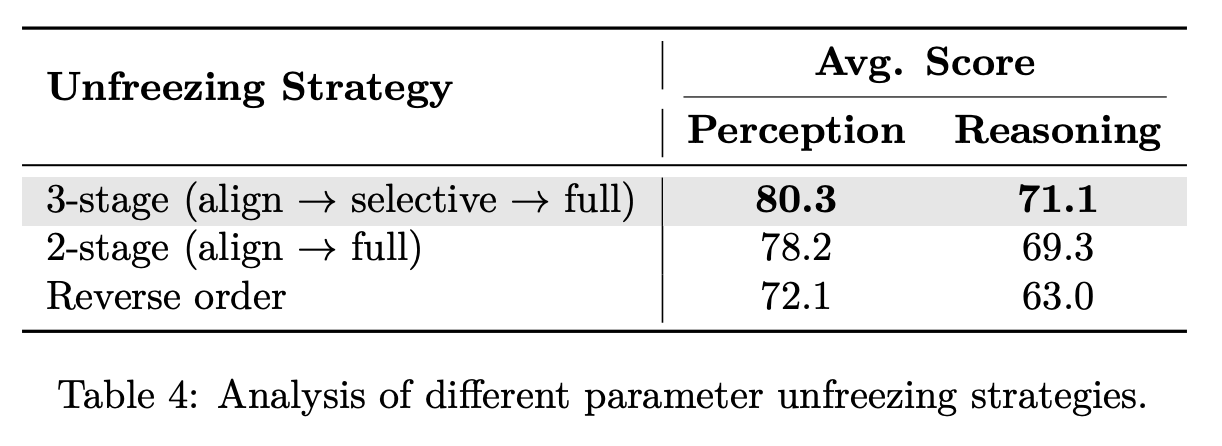 Unfreezing Strategy
Avg. Score
Perception Reasoning
3-stage (align → selective → full) 80.3 71.1
2-stage (align → full) 78.2 69.3
Reverse order 72.1 63.0
Table 4: Analysis of different parameter unfreezing strategies.